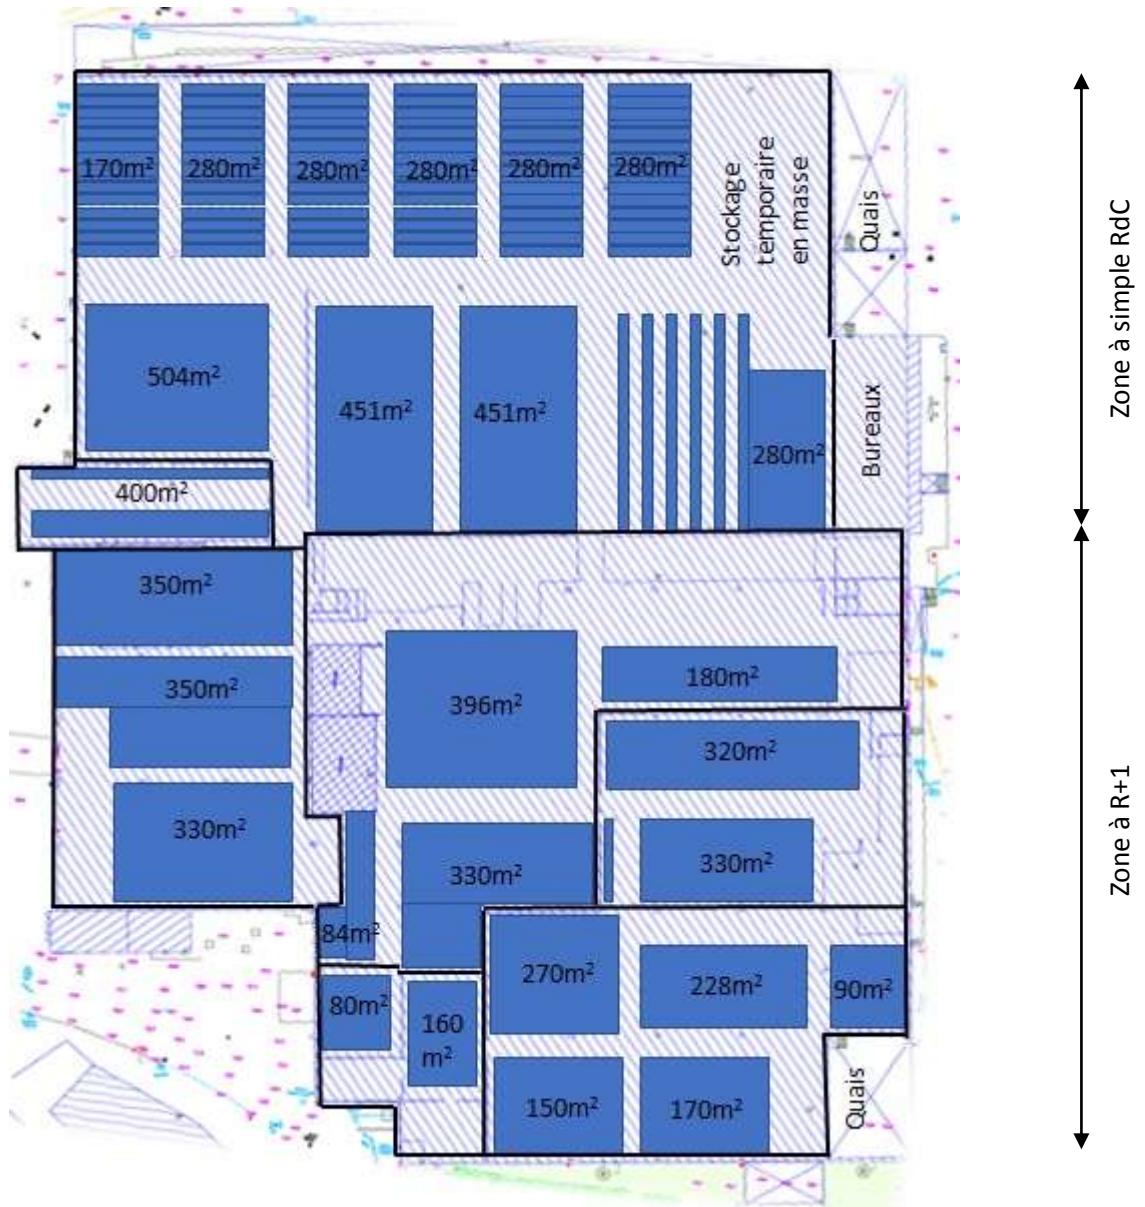 170m²
280m²
280m²
280m²
280m²
280m²
Stockage
temporaire
en masse
Quais
Zone à simple RdC
504m²
451m²
451m²
280m²
Bureaux
400m²
350m²
350m²
330m²
396m²
180m²
320m²
330m²
330m²
84m²
Zone à R+1
80m²
160
m²
270m²
228m²
90m²
150m²
170m²
Quais